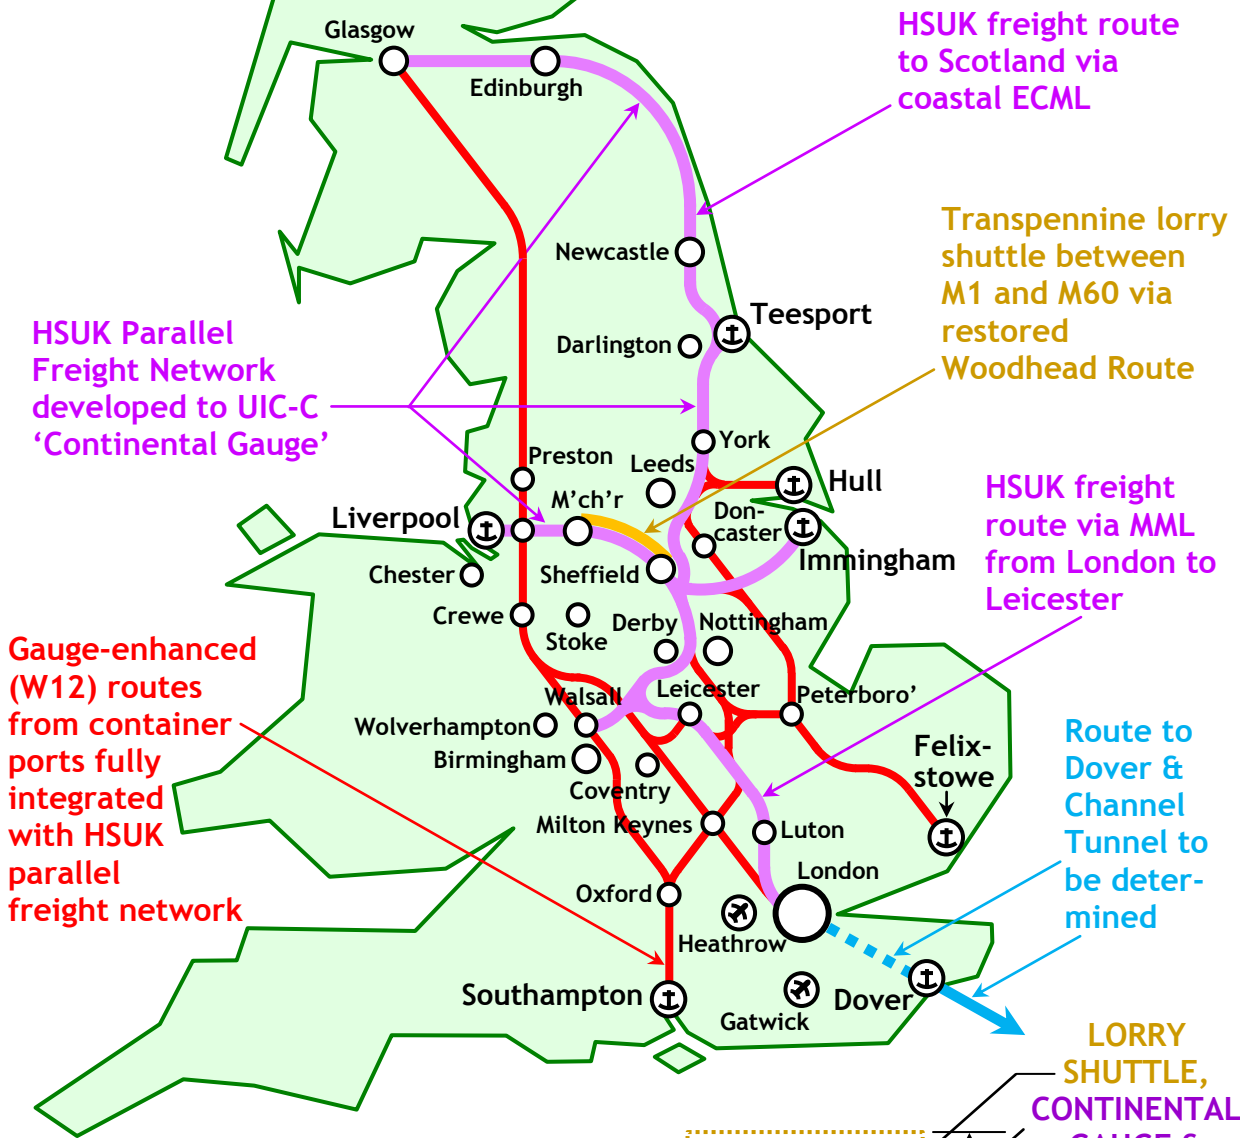 Glasgow
Edinburgh
HSUK freight route
to Scotland via
coastal ECML
Transpennine lorry
shuttle between
M1 and M60 via
restored
Woodhead Route
Newcastle
Teesport
Darlington
HSUK Parallel
Freight Network
developed to UIC-C
‘Continental Gauge’
York
Preston
Leeds
Hull
M’ch’r
Liverpool
Don-
caster
Immingham
HSUK freight
route via MML
from London to
Leicester
Chester
Sheffield
Crewe
Stoke
Derby
Nottingham
Gauge-enhanced
(W12) routes
from container
ports fully
integrated
with HSUK
parallel
freight network
Walsall
Leicester
Peterboro’
Wolverhampton
Birmingham
Coventry
Felix-
stowe
Route to
Dover &
Channel
Tunnel to
be deter-
mined
Milton Keynes
Luton
London
Oxford
Heathrow
Southampton
Gatwick
Dover
LORRY
SHUTTLE,
CONTINENTAL
GAUGE &